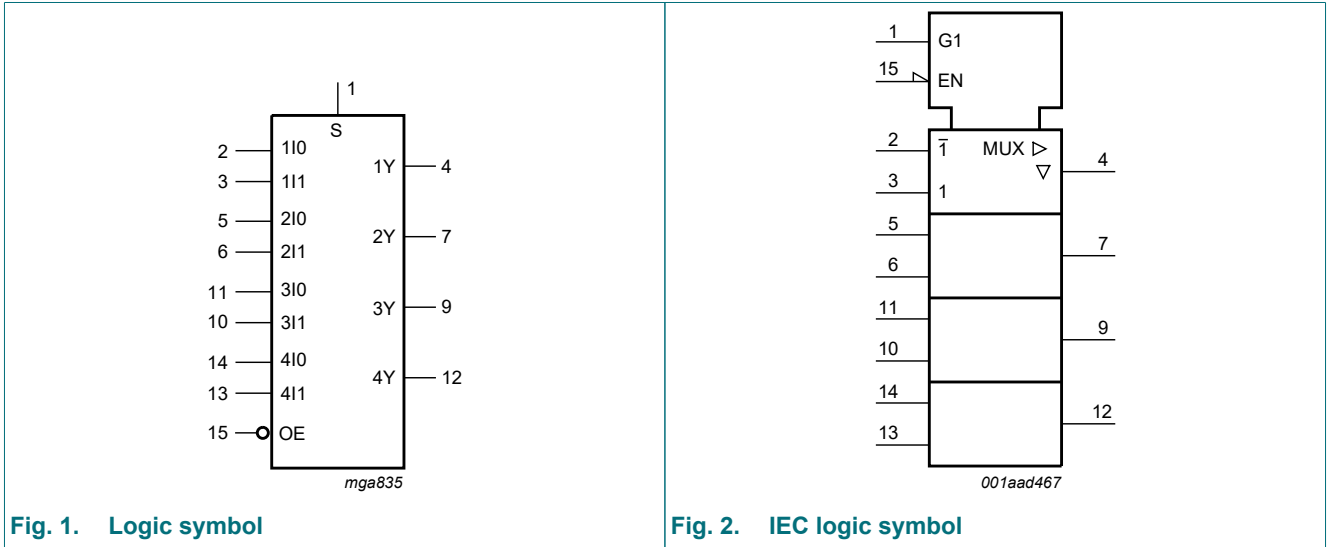 1
S
2 1I0
3 1I1
1Y 4
5 2I0
6 2I1
2Y 7
11 3I0
10 3I1
3Y 9
14 4I0
13 4I1
4Y 12
15 OE
mga835
Fig. 1. Logic symbol
1 G1
15 EN
2 1̅ MUX
4
3 1
5
6
7
11
10
9
14
13
12
001aad467
Fig. 2. IEC logic symbol